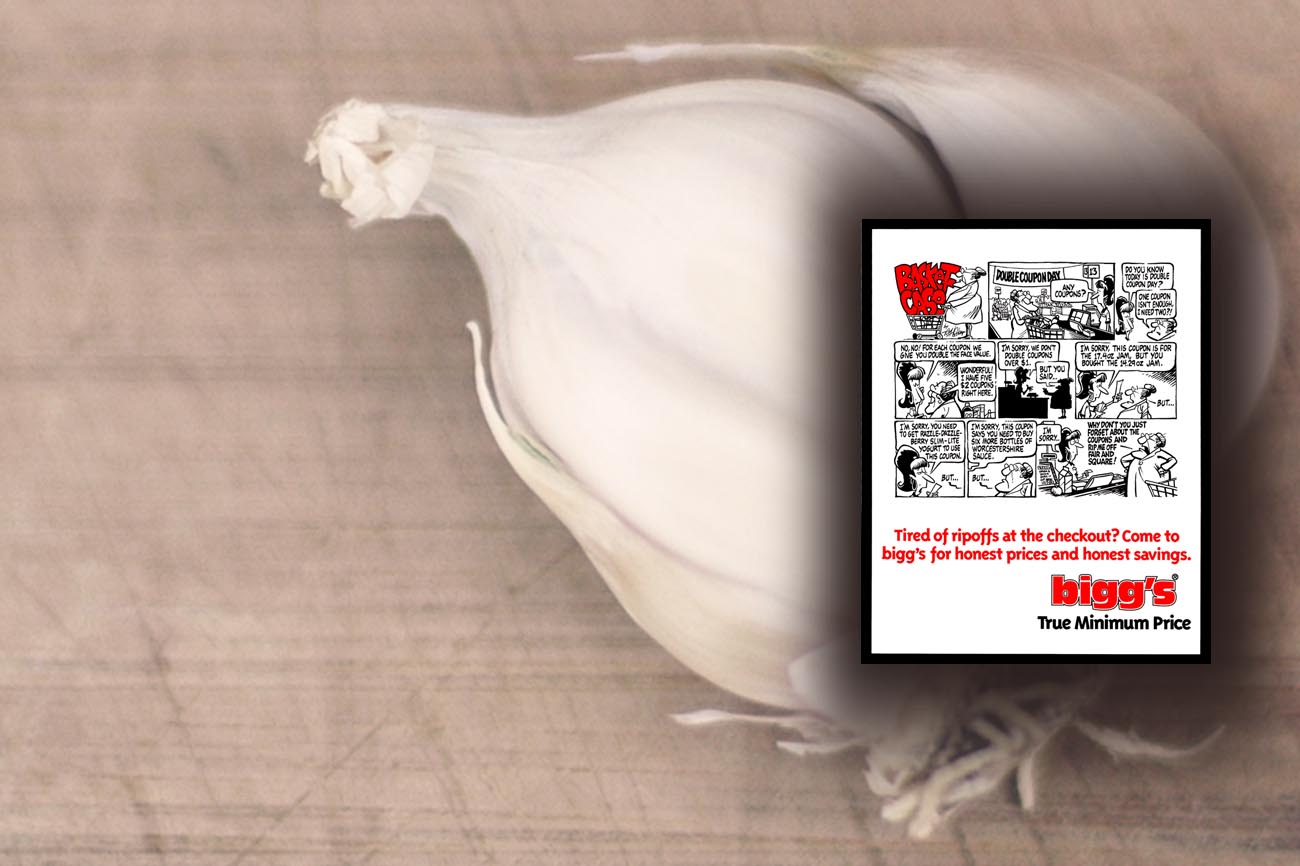 BASKET
CASE
DOUBLE COUPON DAY
13
ANY
COUPONS?
DO YOU KNOW
TODAY IS DOUBLE
COUPON DAY?
ONE COUPON
ISN'T ENOUGH.
I NEED TWO?!
NO, NO! FOR EACH COUPON WE
GIVE YOU DOUBLE THE FACE VALUE.
WONDERFUL!
I HAVE FIVE
$2 COUPONS
RIGHT HERE.
I'M SORRY, WE DON'T
DOUBLE COUPONS
OVER $1.
BUT YOU
SAID...
I'M SORRY, THIS COUPON IS FOR
THE 17.4oz JAM, BUT YOU
BOUGHT THE 14.29oz JAM.
BUT...
I'M SORRY, YOU NEED
TO GET RAZZLE-DAZZLE-
BERRY SLIM-LITE
YOGURT TO USE
THIS COUPON.
BUT...
I'M SORRY, THIS COUPON
SAYS YOU NEED TO BUY
SIX MORE BOTTLES OF
WORCESTERSHIRE
SAUCE.
BUT...
I'M
SORRY..
WHY DON'T YOU JUST
FORGET ABOUT THE
COUPONS AND
RIP ME OFF
FAIR AND
SQUARE!
Tired of ripoffs at the checkout? Come to
bigg's for honest prices and honest savings.
bigg's®
True Minimum Price